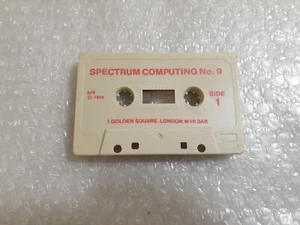 SPECTRUM COMPUTING No. 9
SIDE
1
1 GOLDEN SQUARE. LONDON W1R 3AB